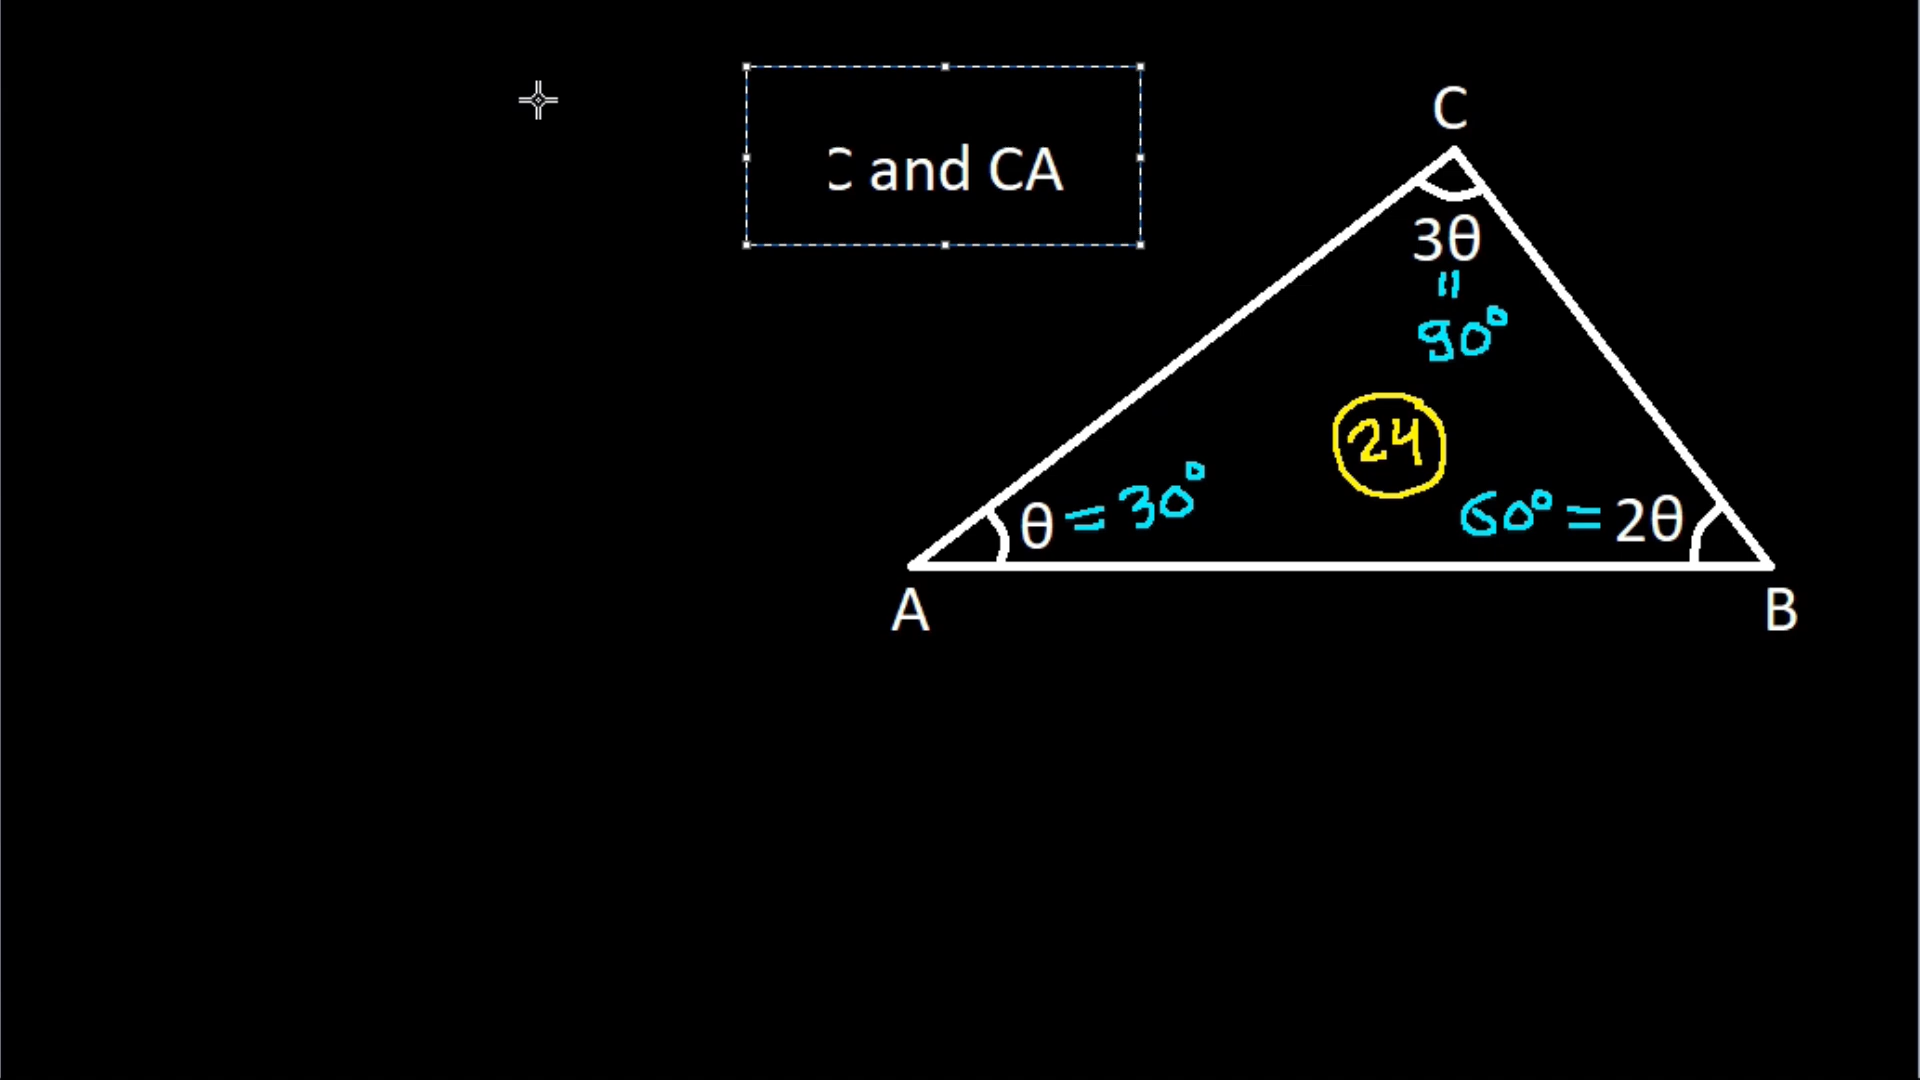 C and CA
C
3θ
=
90°
24
θ = 30°
60° = 2θ
A
B